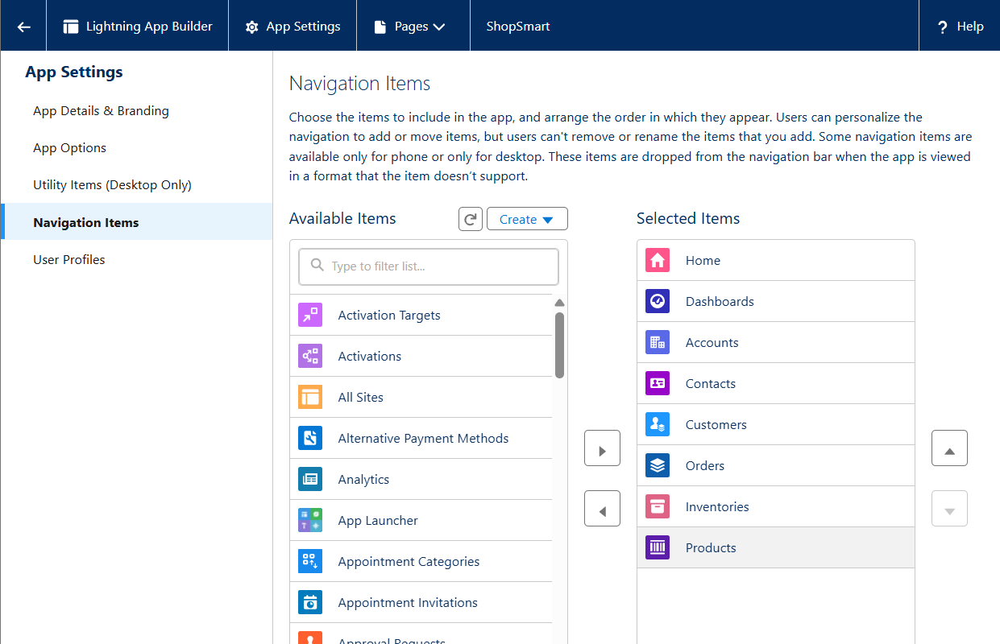 Lightning App Builder
App Settings
Pages
ShopSmart
? Help
App Settings
App Details & Branding
App Options
Utility Items (Desktop Only)
Navigation Items
User Profiles
Navigation Items
Choose the items to include in the app, and arrange the order in which they appear. Users can personalize the
navigation to add or move items, but users can't remove or rename the items that you add. Some navigation items are
available only for phone or only for desktop. These items are dropped from the navigation bar when the app is viewed
in a format that the item doesn’t support.
Available Items
Create
Type to filter list...
Activation Targets
Activations
All Sites
Alternative Payment Methods
Analytics
App Launcher
Appointment Categories
Appointment Invitations
Approval Requests
Selected Items
Home
Dashboards
Accounts
Contacts
Customers
Orders
Inventories
Products